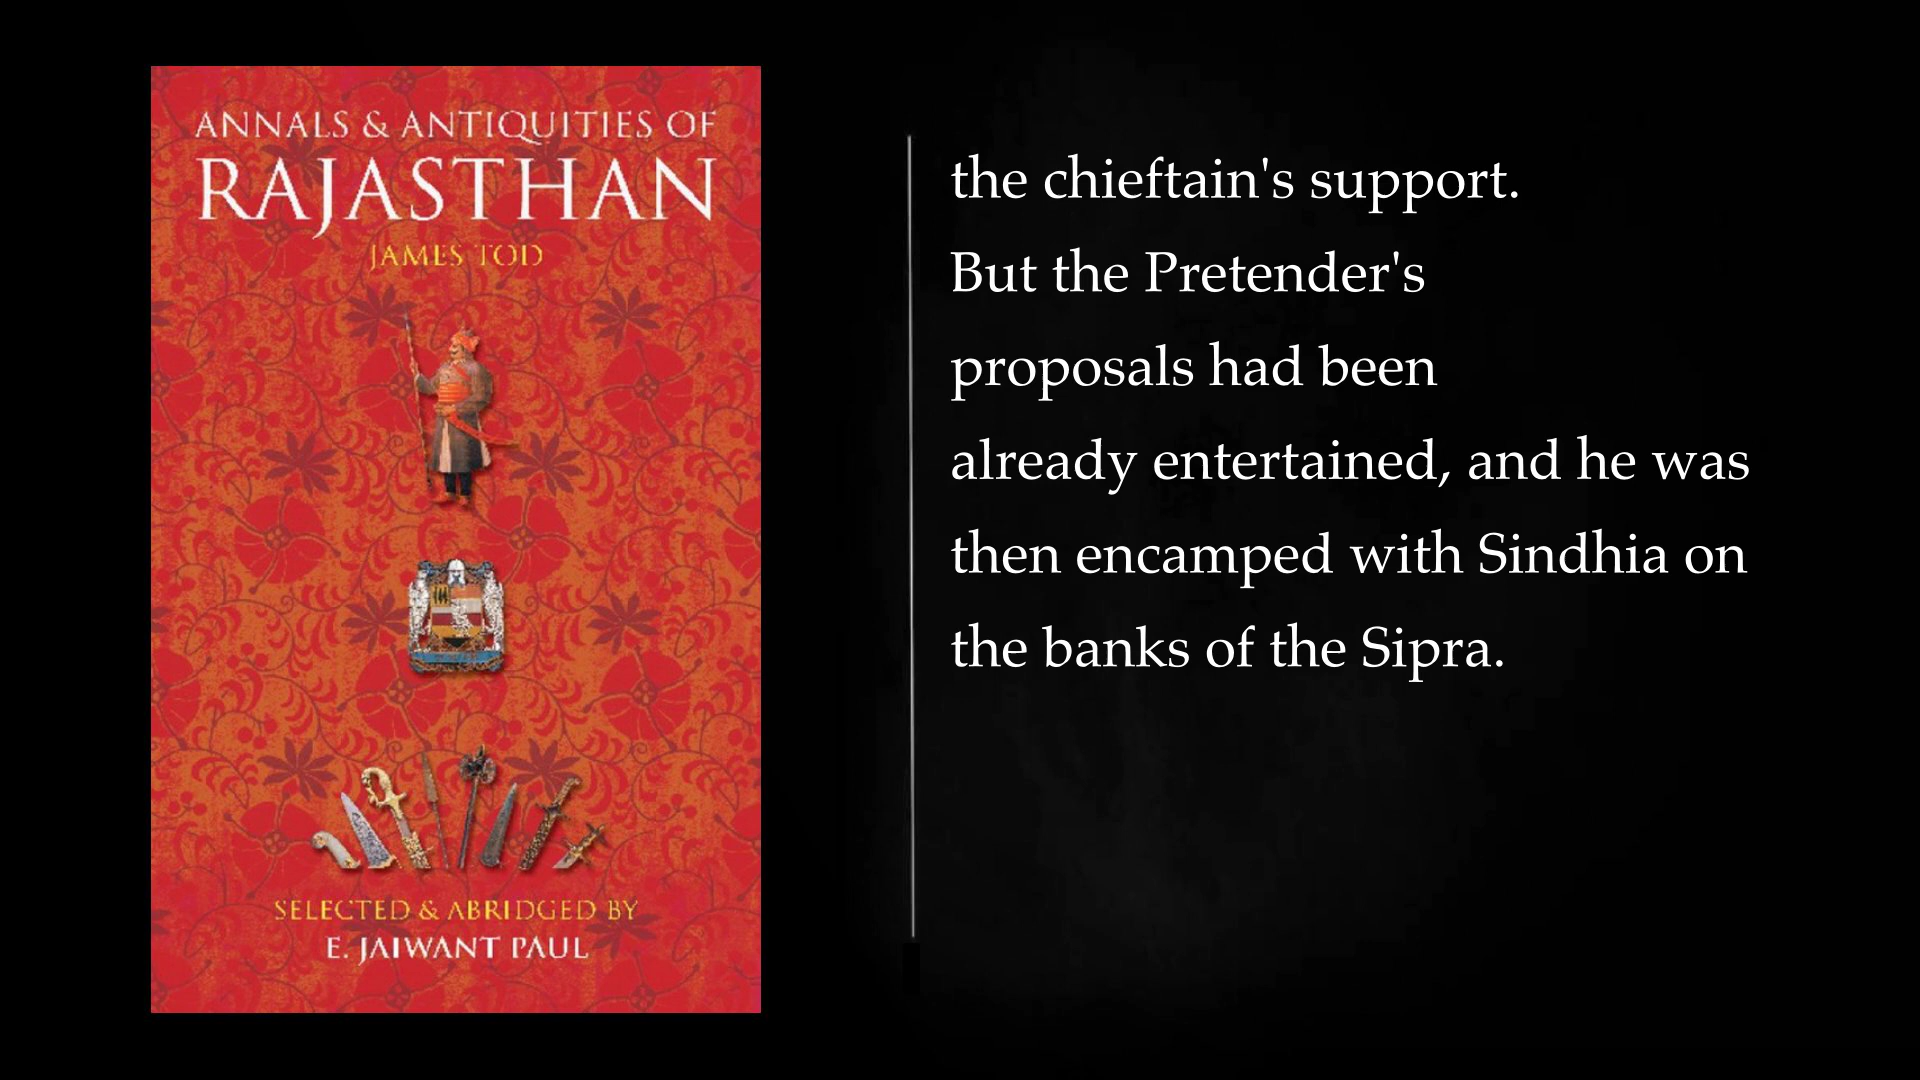 ANNALS & ANTIQUITIES OF
RAJASTHAN
JAMES TOD
SELECTED & ABRIDGED BY
E. JAIWANT PAUL
the chieftain's support.
But the Pretender's
proposals had been
already entertained, and he was
then encamped with Sindhia on
the banks of the Sipra.